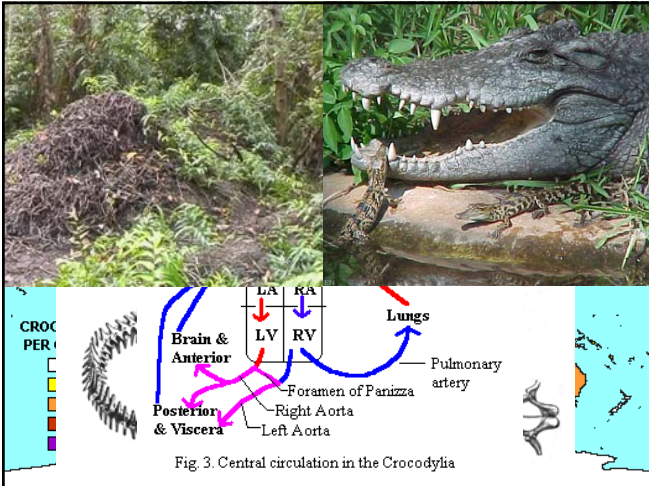 LA RA
Lungs
CROC
PER
Brain &
Anterior
LV RV
Pulmonary
artery
Foramen of Panizza
Posterior
& Viscera
Right Aorta
Left Aorta
Fig. 3. Central circulation in the Crocodylia